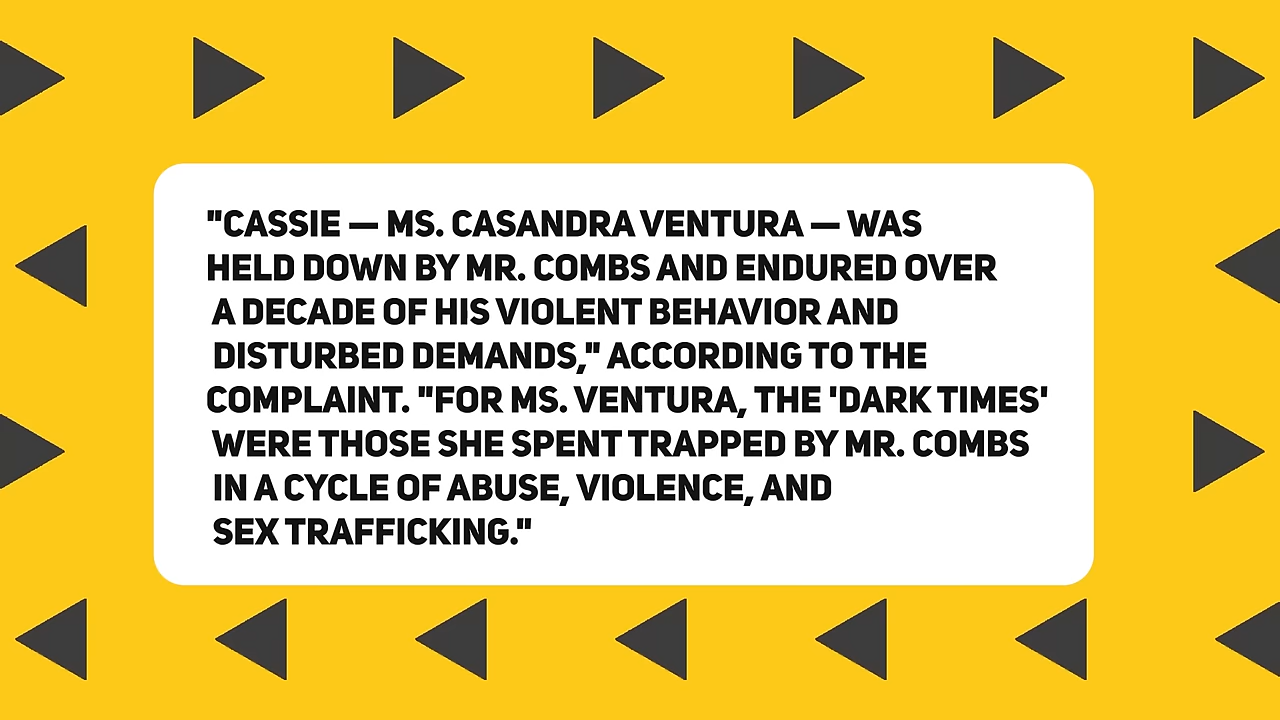 "CASSIE — MS. CASANDRA VENTURA — WAS
HELD DOWN BY MR. COMBS AND ENDURED OVER
A DECADE OF HIS VIOLENT BEHAVIOR AND
DISTURBED DEMANDS," ACCORDING TO THE
COMPLAINT. "FOR MS. VENTURA, THE 'DARK TIMES'
WERE THOSE SHE SPENT TRAPPED BY MR. COMBS
IN A CYCLE OF ABUSE, VIOLENCE, AND
SEX TRAFFICKING."